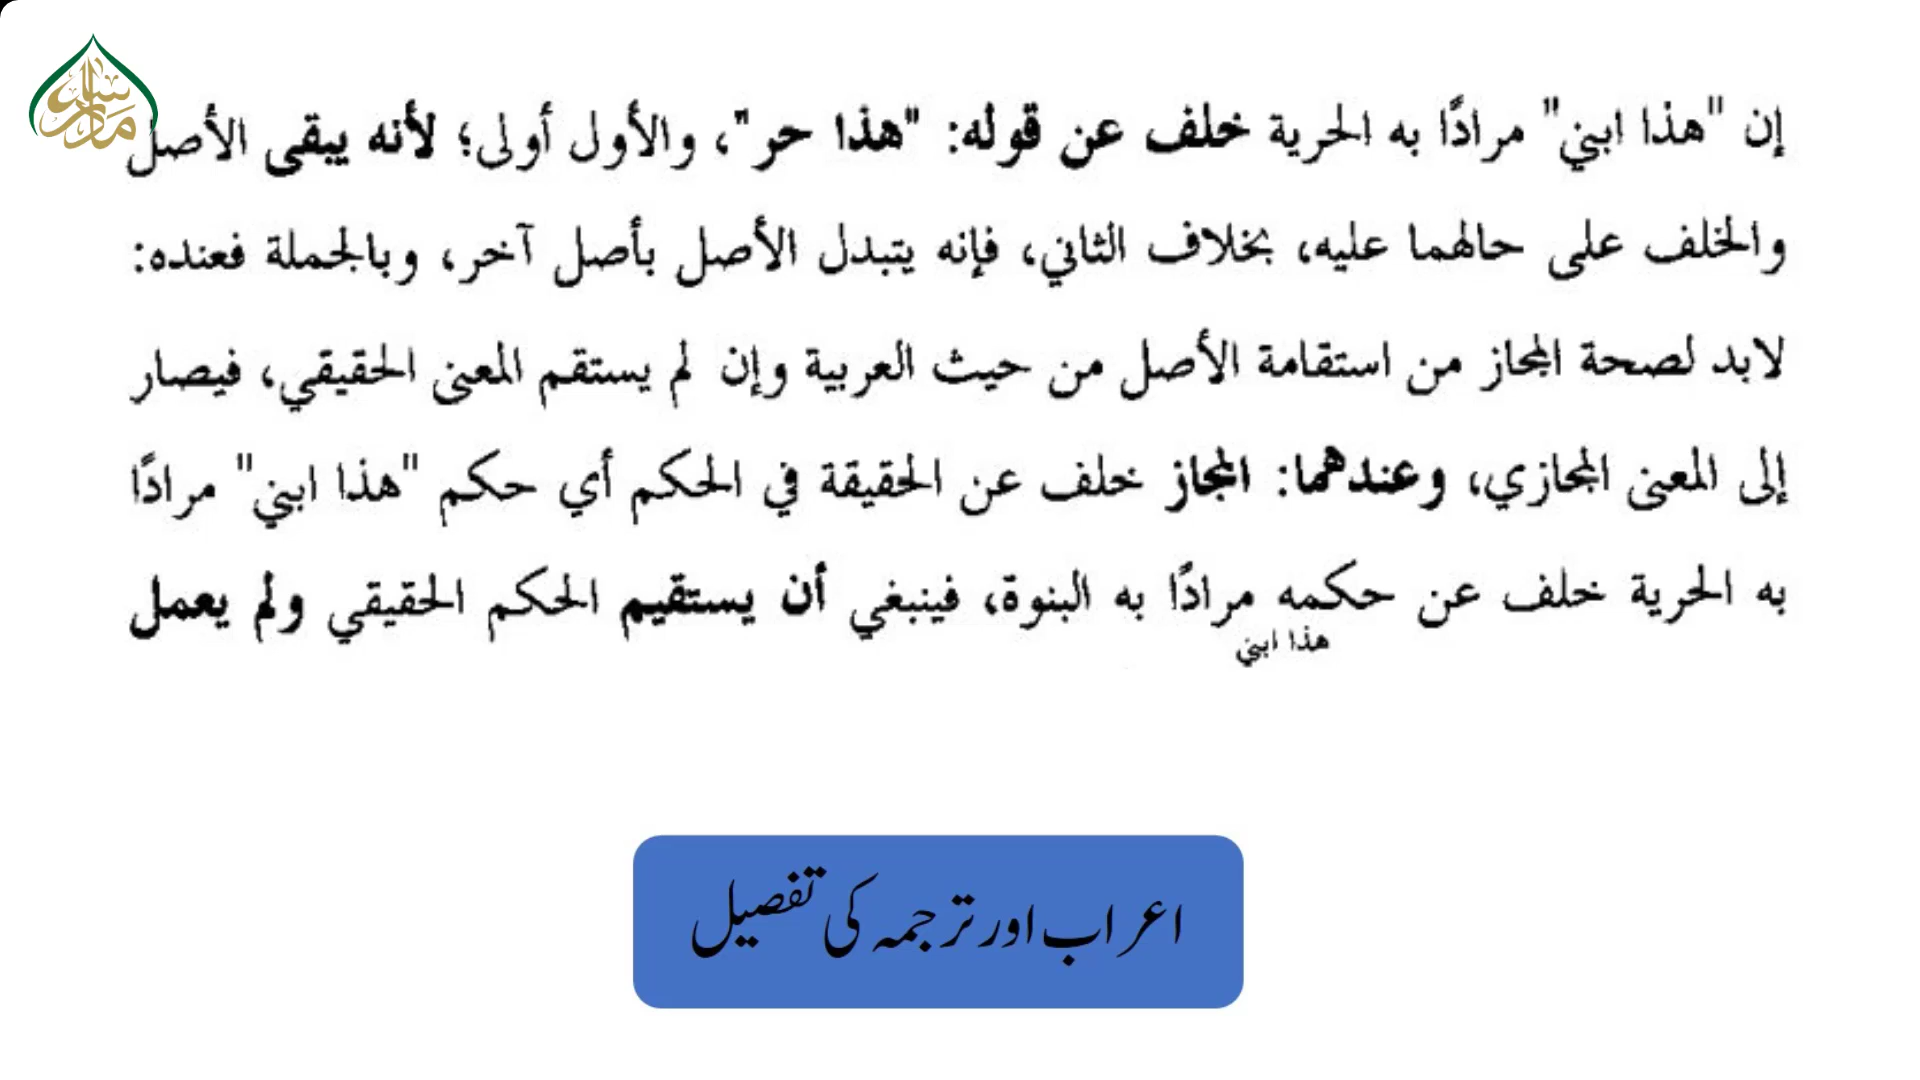 إن "هذا ابني" مرادًا به الحرية خلف عن قوله: "هذا حر"، والأول أولى؛ لأنه يبقى الأصل
والخلف على حالهما عليه، بخلاف الثاني، فإنه يتبدل الأصل بأصل آخر، وبالجملة فعنده:
لابد لصحة المجاز من استقامة الأصل من حيث العربية وإن لم يستقم المعنى الحقيقي، فيصار
إلى المعنى المجازي، وعندهما: المجاز خلف عن الحقيقة في الحكم أي حكم "هذا ابني" مرادًا
به الحرية خلف عن حكمه مرادًا به البنوة، فينبغي أن يستقيم الحكم الحقيقي ولم يعمل
هذا ابني
اعراب اور ترجمہ کی تفصیل